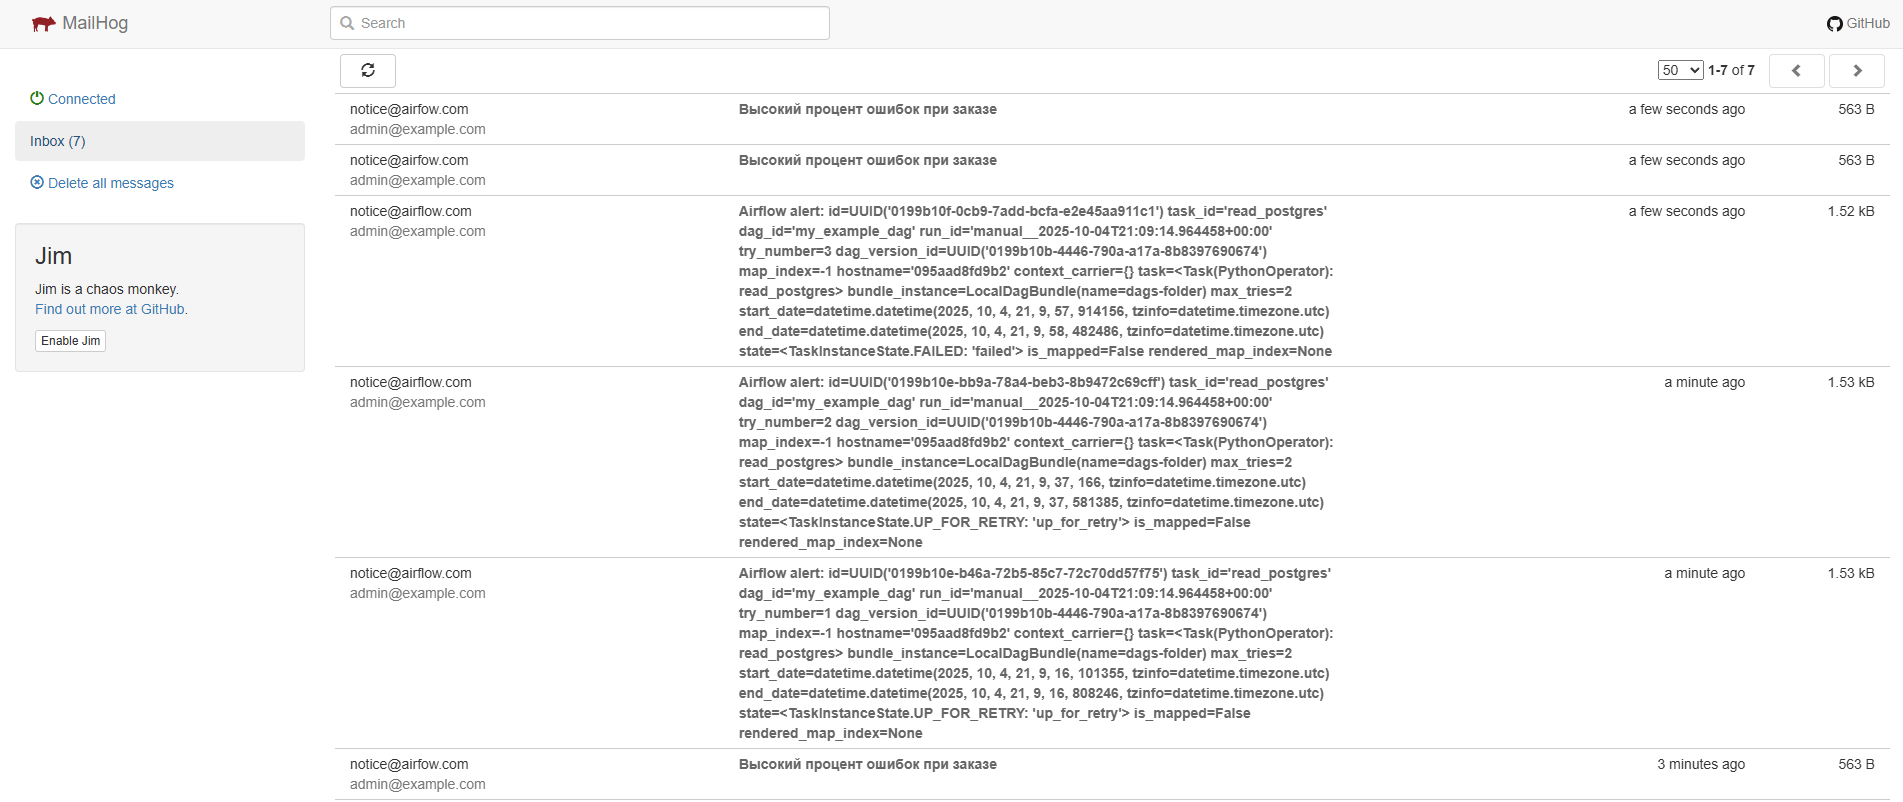 MailHog
Search
GitHub
50 1-7 of 7
Connected
Inbox (7)
Delete all messages
Jim
Jim is a chaos monkey.
Find out more at GitHub.
Enable Jim
notice@airfow.com Высокий процент ошибок при заказе a few seconds ago 563 B
admin@example.com
notice@airfow.com Высокий процент ошибок при заказе a few seconds ago 563 B
admin@example.com
notice@airflow.com Airflow alert: id=UUID('0199b10f-0cb9-7add-bcfa-e2e45aa911c1') task_id='read_postgres' a few seconds ago 1.52 kB
admin@example.com dag_id='my_example_dag' run_id='manual__2025-10-04T21:09:14.964458+00:00'
try_number=3 dag_version_id=UUID('0199b10b-4446-790a-a17a-8b8397690674')
map_index=-1 hostname='095aad8fd9b2' context_carrier={} task=<Task(PythonOperator):
read_postgres> bundle_instance=LocalDagBundle(name=dags-folder) max_tries=2
start_date=datetime.datetime(2025, 10, 4, 21, 9, 57, 914156, tzinfo=datetime.timezone.utc)
end_date=datetime.datetime(2025, 10, 4, 21, 9, 58, 482486, tzinfo=datetime.timezone.utc)
state=<TaskInstanceState.FAILED: 'failed'> is_mapped=False rendered_map_index=None
notice@airflow.com Airflow alert: id=UUID('0199b10e-bb9a-78a4-beb3-8b9472c69cff') task_id='read_postgres' a minute ago 1.53 kB
admin@example.com dag_id='my_example_dag' run_id='manual__2025-10-04T21:09:14.964458+00:00'
try_number=2 dag_version_id=UUID('0199b10b-4446-790a-a17a-8b8397690674')
map_index=-1 hostname='095aad8fd9b2' context_carrier={} task=<Task(PythonOperator):
read_postgres> bundle_instance=LocalDagBundle(name=dags-folder) max_tries=2
start_date=datetime.datetime(2025, 10, 4, 21, 9, 37, 166, tzinfo=datetime.timezone.utc)
end_date=datetime.datetime(2025, 10, 4, 21, 9, 37, 581385, tzinfo=datetime.timezone.utc)
state=<TaskInstanceState.UP_FOR_RETRY: 'up_for_retry'> is_mapped=False
rendered_map_index=None
notice@airflow.com Airflow alert: id=UUID('0199b10e-b46a-72b5-85c7-72c70dd57f75') task_id='read_postgres' a minute ago 1.53 kB
admin@example.com dag_id='my_example_dag' run_id='manual__2025-10-04T21:09:14.964458+00:00'
try_number=1 dag_version_id=UUID('0199b10b-4446-790a-a17a-8b8397690674')
map_index=-1 hostname='095aad8fd9b2' context_carrier={} task=<Task(PythonOperator):
read_postgres> bundle_instance=LocalDagBundle(name=dags-folder) max_tries=2
start_date=datetime.datetime(2025, 10, 4, 21, 9, 16, 101355, tzinfo=datetime.timezone.utc)
end_date=datetime.datetime(2025, 10, 4, 21, 9, 16, 808246, tzinfo=datetime.timezone.utc)
state=<TaskInstanceState.UP_FOR_RETRY: 'up_for_retry'> is_mapped=False
rendered_map_index=None
notice@airfow.com Высокий процент ошибок при заказе 3 minutes ago 563 B
admin@example.com